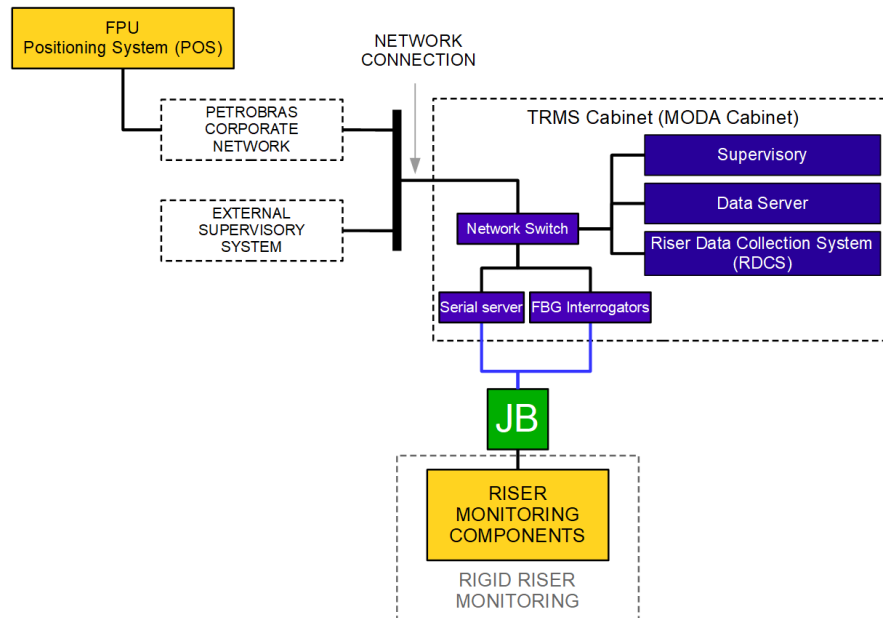 FPU
Positioning System (POS)
NETWORK
CONNECTION
PETROBRAS
CORPORATE
NETWORK
EXTERNAL
SUPERVISORY
SYSTEM
TRMS Cabinet (MODA Cabinet)
Supervisory
Data Server
Riser Data Collection System
(RDCS)
Network Switch
Serial server
FBG Interrogators
JB
RISER
MONITORING
COMPONENTS
RIGID RISER
MONITORING